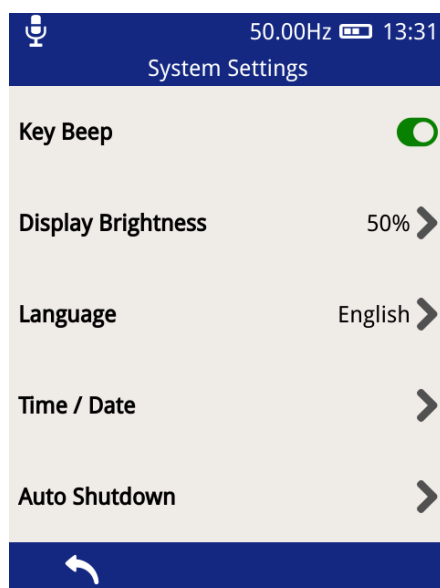 50.00Hz 13:31
System Settings
Key Beep
Display Brightness 50%
Language English
Time / Date
Auto Shutdown